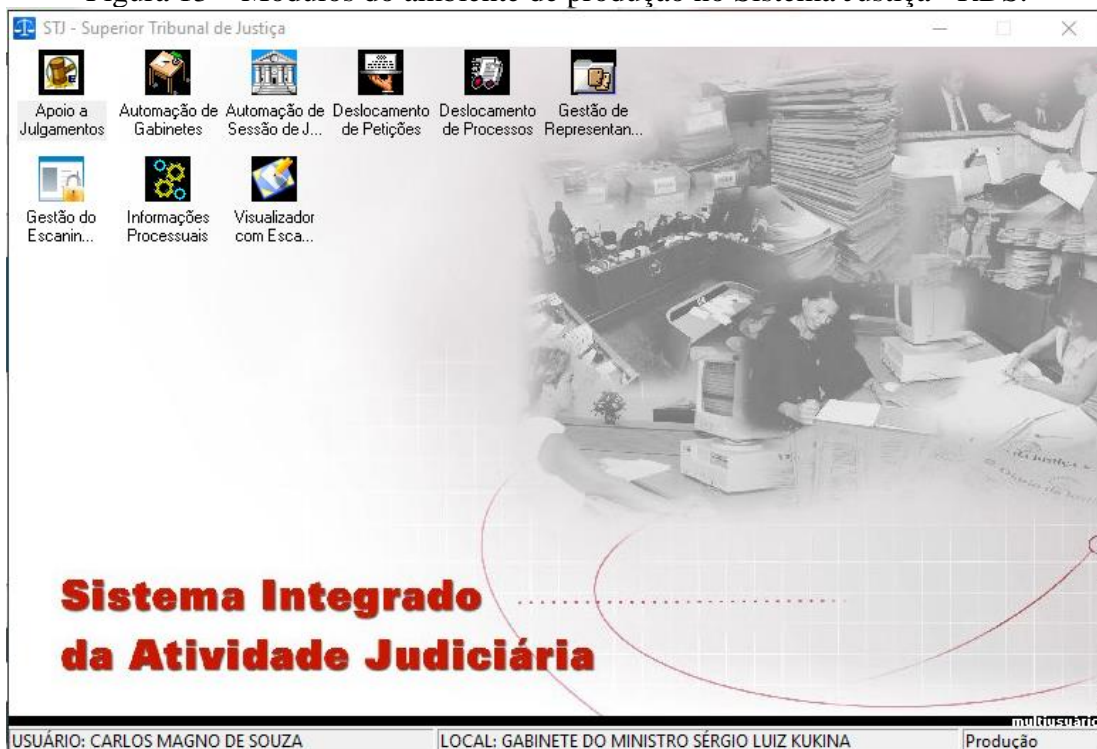 Figura 13 – Módulos do ambiente de produção no Sistema Justiça - RDS.
STJ - Superior Tribunal de Justiça
Apoio a Julgamentos
Automação de Gabinetes
Automação de Sessão de J...
Deslocamento de Petições
Deslocamento de Processos
Gestão de Representan...
Gestão do Escanin...
Informações Processuais
Visualizador com Esca...
Sistema Integrado
da Atividade Judiciária
multiusuário
USUÁRIO: CARLOS MAGNO DE SOUZA
LOCAL: GABINETE DO MINISTRO SÉRGIO LUIZ KUKINA
Produção